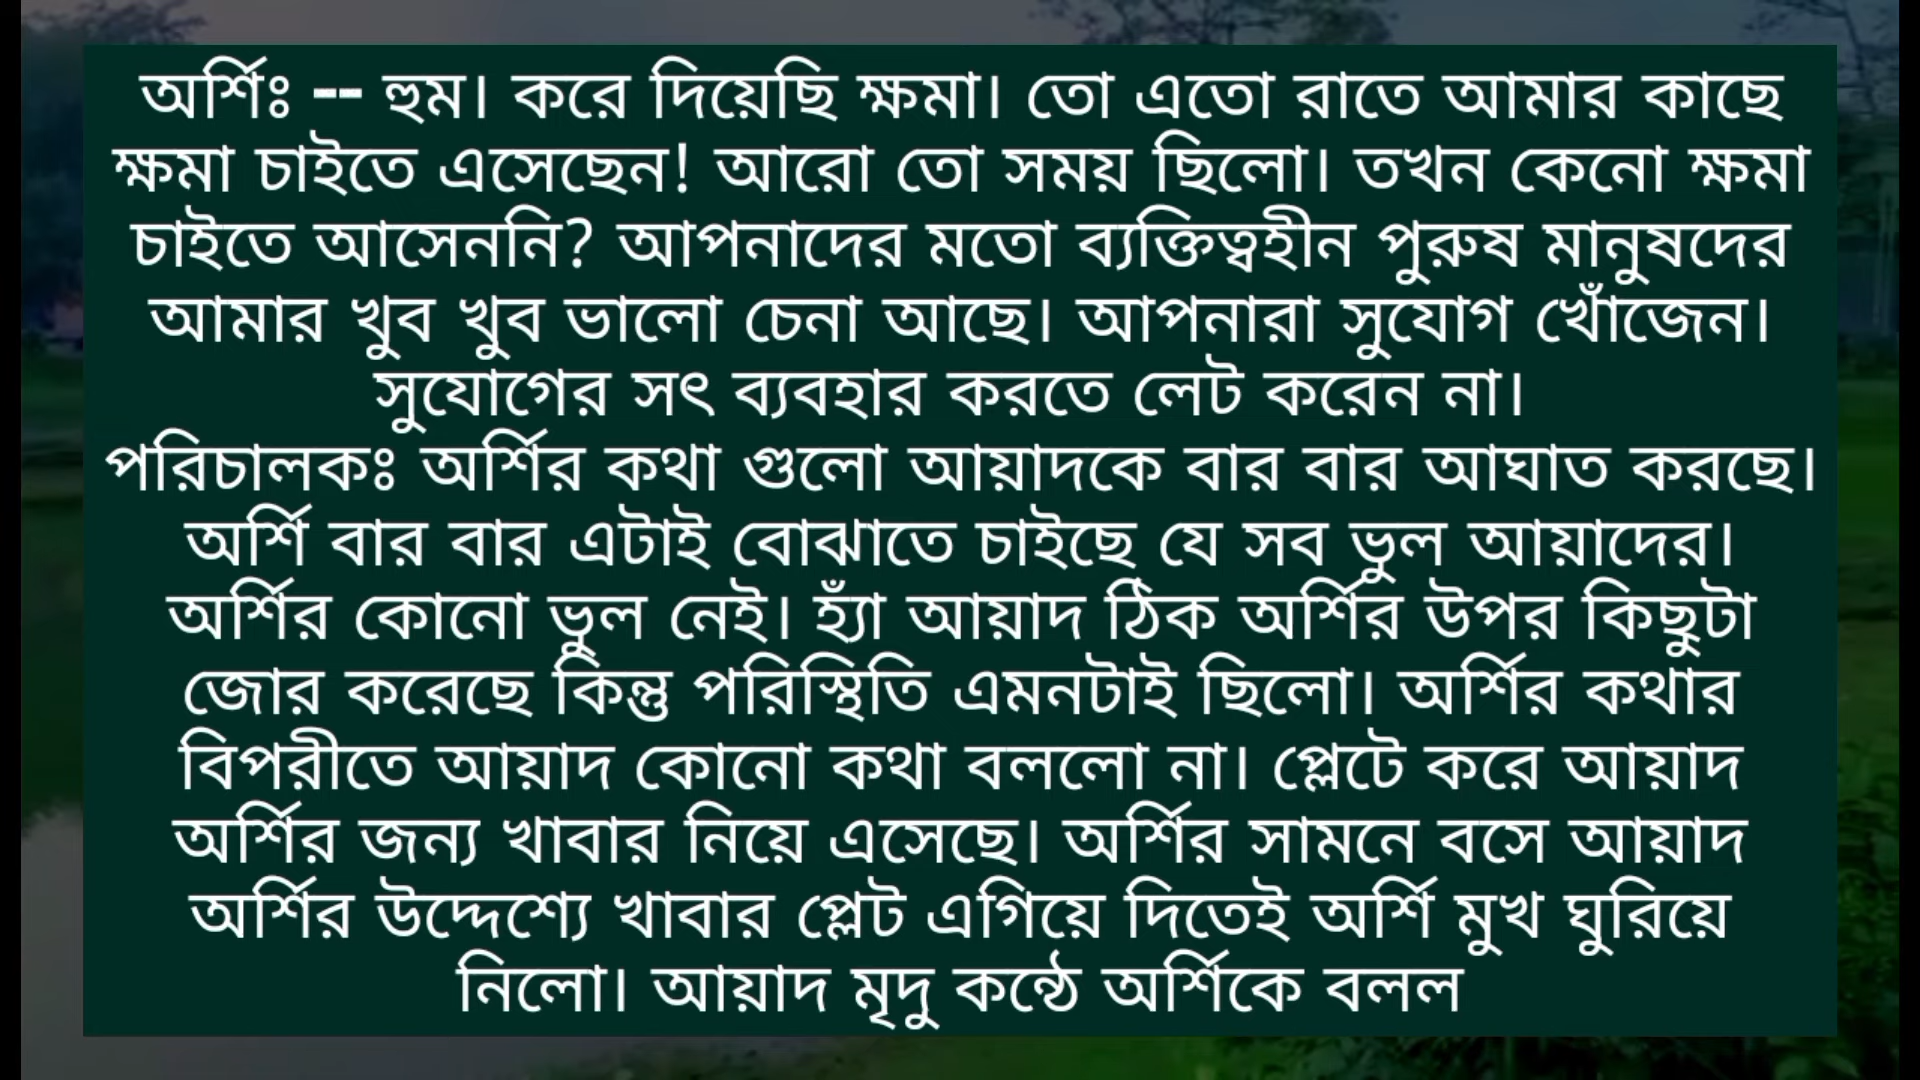 অর্শিঃ -- হুম। করে দিয়েছি ক্ষমা। তো এতো রাতে আমার কাছে
ক্ষমা চাইতে এসেছেন! আরো তো সময় ছিলো। তখন কেনো ক্ষমা
চাইতে আসেননি? আপনাদের মতো ব্যক্তিত্বহীন পুরুষ মানুষদের
আমার খুব খুব ভালো চেনা আছে। আপনারা সুযোগ খোঁজেন।
সুযোগের সৎ ব্যবহার করতে লেট করেন না।
পরিচালকঃ অর্শির কথা গুলো আয়াদকে বার বার আঘাত করছে।
অর্শি বার বার এটাই বোঝাতে চাইছে যে সব ভুল আয়াদের।
অর্শির কোনো ভুল নেই। হ্যাঁ আয়াদ ঠিক অর্শির উপর কিছুটা
জোর করেছে কিন্তু পরিস্থিতি এমনটাই ছিলো। অর্শির কথার
বিপরীতে আয়াদ কোনো কথা বললো না। প্লেটে করে আয়াদ
অর্শির জন্য খাবার নিয়ে এসেছে। অর্শির সামনে বসে আয়াদ
অর্শির উদ্দেশ্যে খাবার প্লেট এগিয়ে দিতেই অর্শি মুখ ঘুরিয়ে
নিলো। আয়াদ মৃদু কন্ঠে অর্শিকে বলল